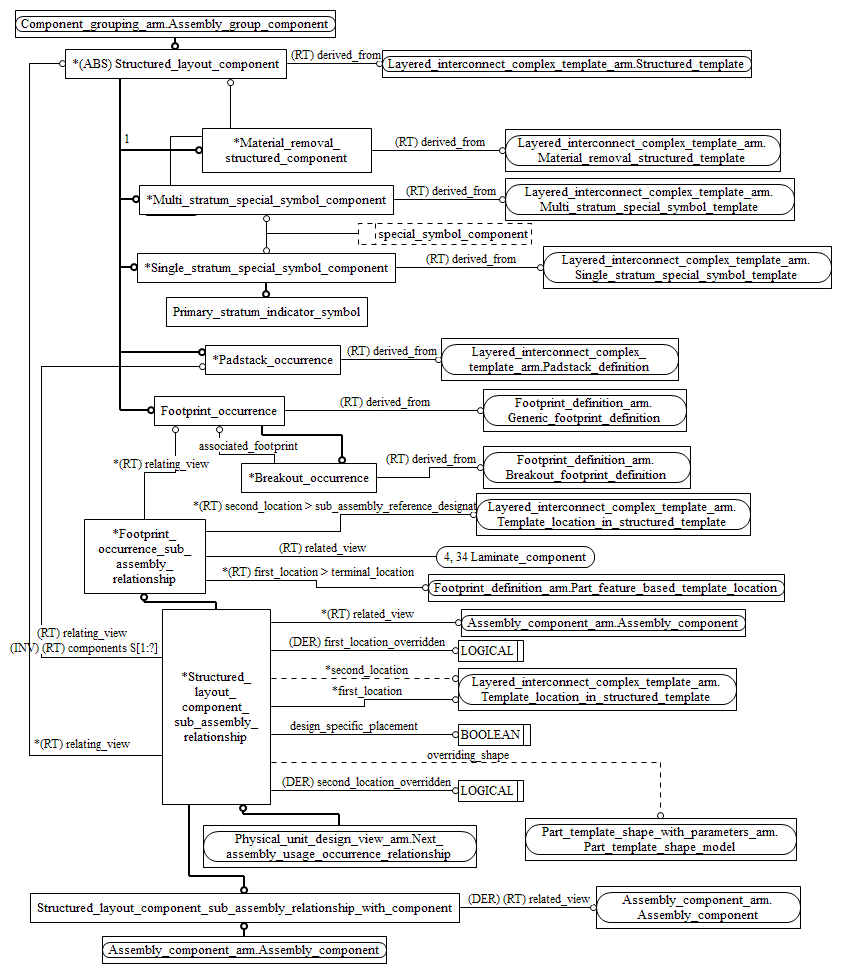 Component_grouping_arm.Assembly_group_component
*(ABS) Structured_layout_component
(RT) derived_from
Layered_interconnect_complex_template_arm.Structured_template
1
*Material_removal_
structured_component
(RT) derived_from
Layered_interconnect_complex_template_arm.
Material_removal_structured_template
*Multi_stratum_special_symbol_component
(RT) derived_from
Layered_interconnect_complex_template_arm.
Multi_stratum_special_symbol_template
special_symbol_component
*Single_stratum_special_symbol_component
(RT) derived_from
Layered_interconnect_complex_template_arm.
Single_stratum_special_symbol_template
Primary_stratum_indicator_symbol
*Padstack_occurrence
(RT) derived_from
Layered_interconnect_complex_
template_arm.Padstack_definition
Footprint_occurrence
(RT) derived_from
Footprint_definition_arm.
Generic_footprint_definition
associated_footprint
*(RT) relating_view
*Breakout_occurrence
(RT) derived_from
Footprint_definition_arm.
Breakout_footprint_definition
*(RT) second_location > sub_assembly_reference_designat
Layered_interconnect_complex_template_arm.
Template_location_in_structured_template
*Footprint_
occurrence_sub_
assembly_
relationship
(RT) related_view
4, 34 Laminate_component
*(RT) first_location > terminal_location
Footprint_definition_arm.Part_feature_based_template_location
*(RT) related_view
Assembly_component_arm.Assembly_component
(RT) relating_view
(INV) (RT) components S[1:?]
(DER) first_location_overridden
LOGICAL
*Structured_
layout_
component_
sub_assembly_
relationship
*second_location
*first_location
Layered_interconnect_complex_template_arm.
Template_location_in_structured_template
design_specific_placement
BOOLEAN
*(RT) relating_view
overriding_shape
(DER) second_location_overridden
LOGICAL
Physical_unit_design_view_arm.Next_
assembly_usage_occurrence_relationship
Part_template_shape_with_parameters_arm.
Part_template_shape_model
Structured_layout_component_sub_assembly_relationship_with_component
(DER) (RT) related_view
Assembly_component_arm.
Assembly_component
Assembly_component_arm.Assembly_component